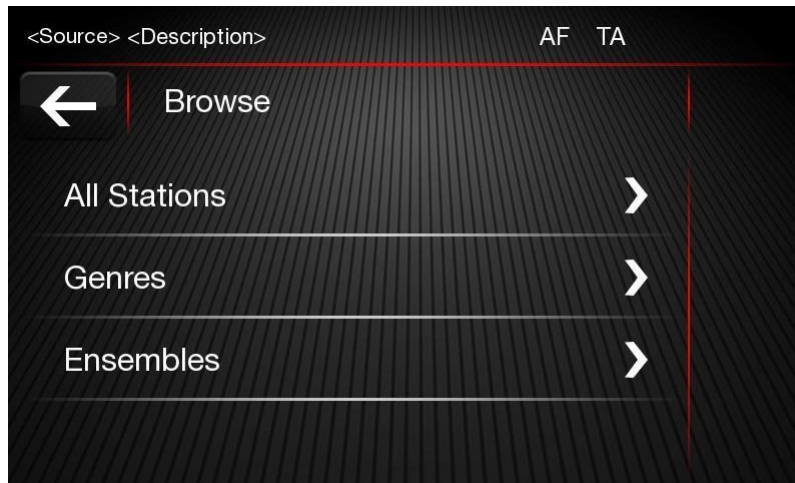 <Source> <Description> AF TA
Browse
All Stations
Genres
Ensembles